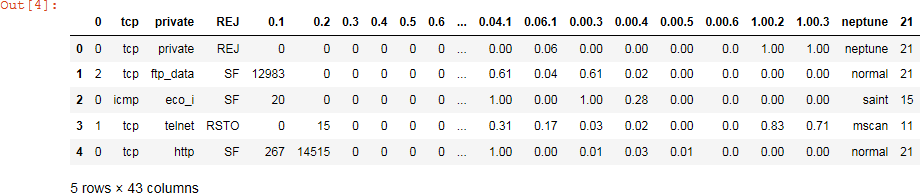 Out[4]:
0 tcp private REJ 0.1 0.2 0.3 0.4 0.5 0.6 ... 0.04.1 0.06.1 0.00.3 0.00.4 0.00.5 0.00.6 1.00.2 1.00.3 neptune 21
0 0 tcp private REJ 0 0 0 0 0 0 ... 0.00 0.06 0.00 0.00 0.00 0.0 1.00 1.00 neptune 21
1 2 tcp ftp_data SF 12983 0 0 0 0 0 ... 0.61 0.04 0.61 0.02 0.00 0.0 0.00 0.00 normal 21
2 0 icmp eco_i SF 20 0 0 0 0 0 ... 1.00 0.00 1.00 0.28 0.00 0.0 0.00 0.00 saint 15
3 1 tcp telnet RSTO 0 15 0 0 0 0 ... 0.31 0.17 0.03 0.02 0.00 0.0 0.83 0.71 mscan 11
4 0 tcp http SF 267 14515 0 0 0 0 ... 1.00 0.00 0.01 0.03 0.01 0.0 0.00 0.00 normal 21
5 rows × 43 columns